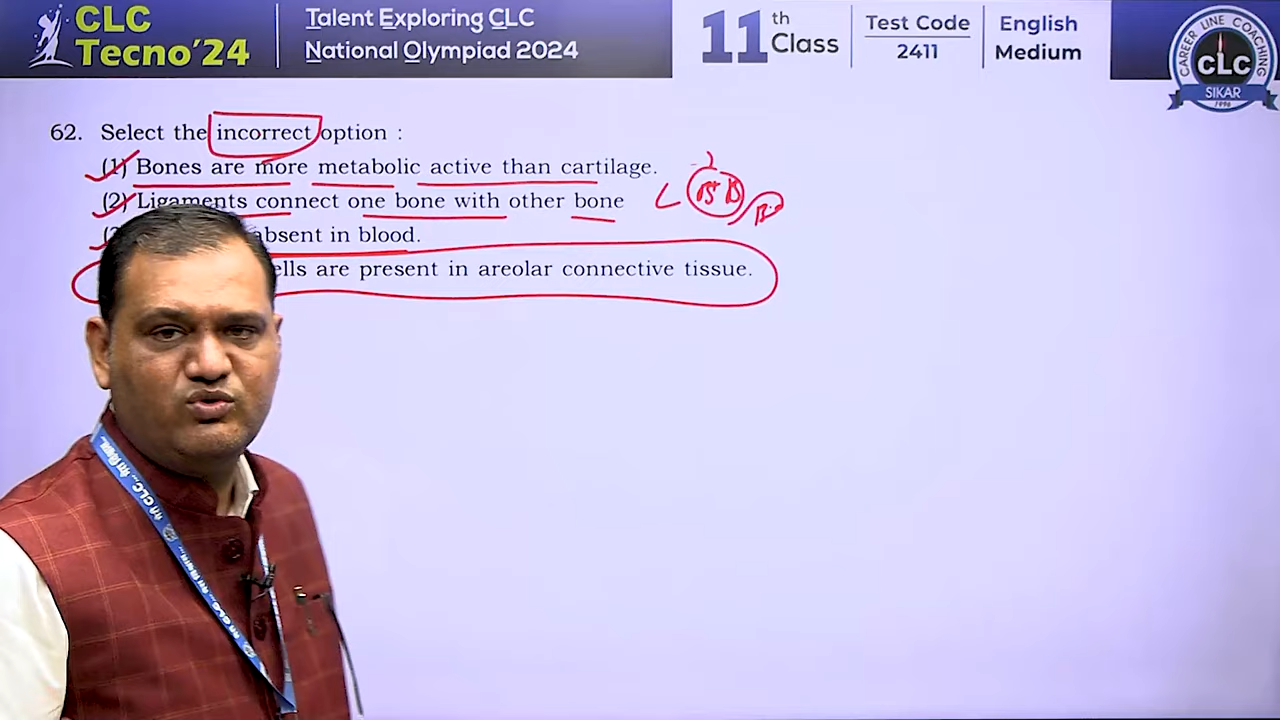 CLC
Tecno'24
Talent Exploring CLC
National Olympiad 2024
11th Class
Test Code
2411
English
Medium
CAREER LINE COACHING
CLC
SIKAR
1996
62. Select the incorrect option :
(1) Bones are more metabolic active than cartilage.
(2) Ligaments connect one bone with other bone
absent in blood.
are present in areolar connective tissue.